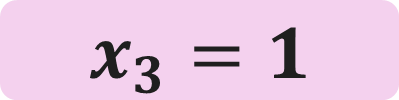 x₃ = 1